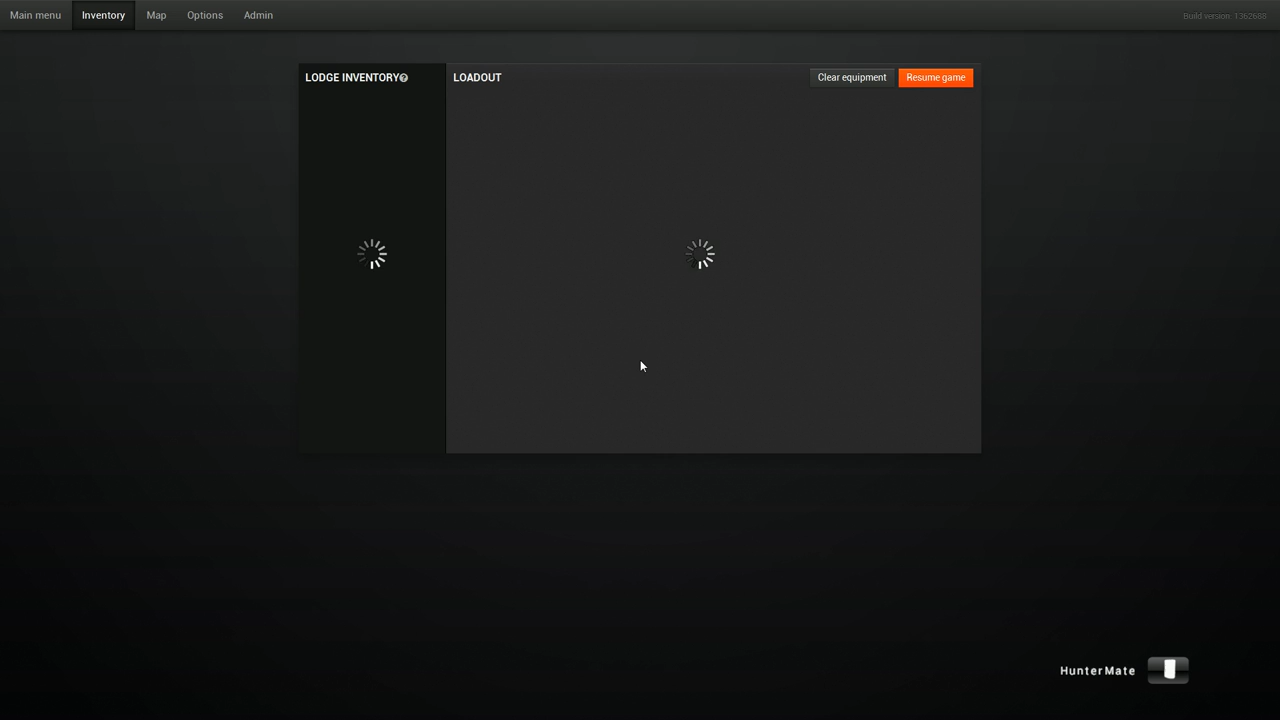 Main menu Inventory Map Options Admin Build version: 1362688
LODGE INVENTORY? LOADOUT Clear equipment Resume game
HunterMate